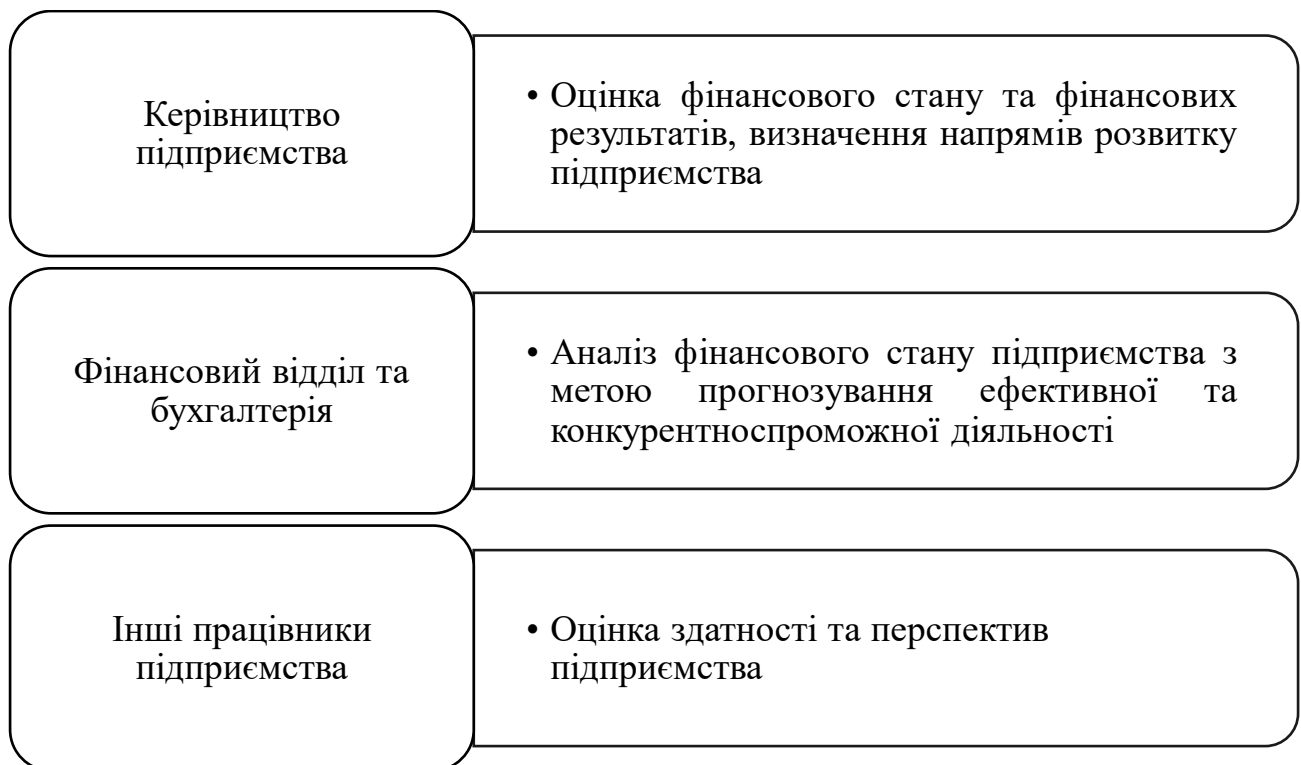 Керівництво
підприємства
• Оцінка фінансового стану та фінансових
результатів, визначення напрямів розвитку
підприємства
Фінансовий відділ та
бухгалтерія
• Аналіз фінансового стану підприємства з
метою прогнозування ефективної та
конкурентноспроможної діяльності
Інші працівники
підприємства
• Оцінка здатності та перспектив
підприємства